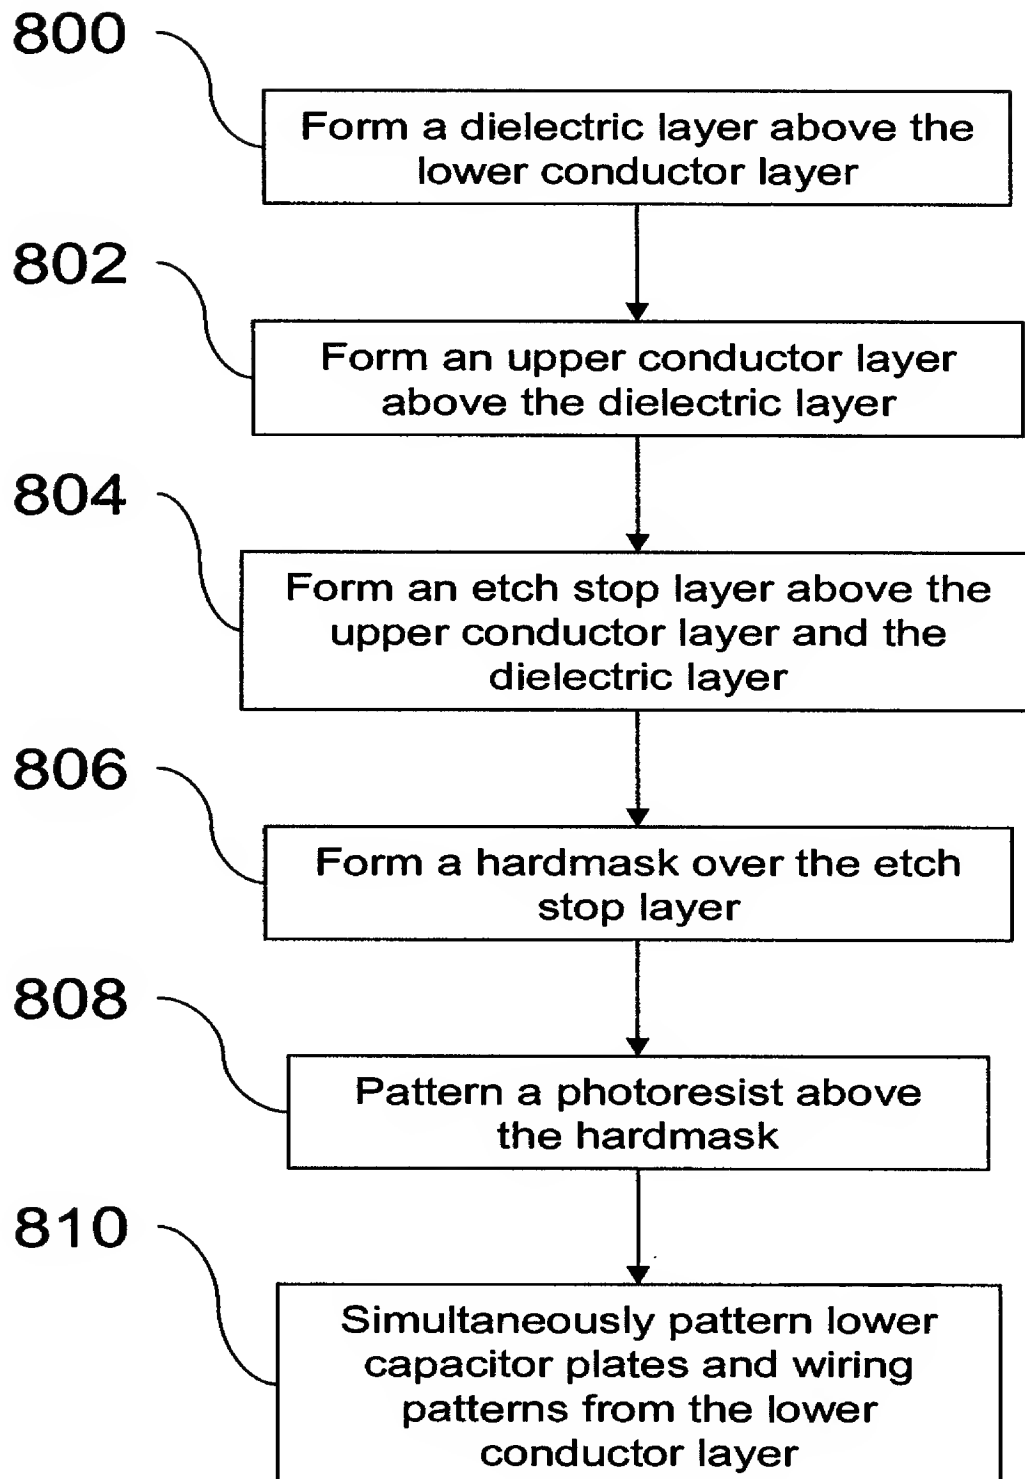 800
Form a dielectric layer above the
lower conductor layer
802
Form an upper conductor layer
above the dielectric layer
804
Form an etch stop layer above the
upper conductor layer and the
dielectric layer
806
Form a hardmask over the etch
stop layer
808
Pattern a photoresist above
the hardmask
810
Simultaneously pattern lower
capacitor plates and wiring
patterns from the lower
conductor layer